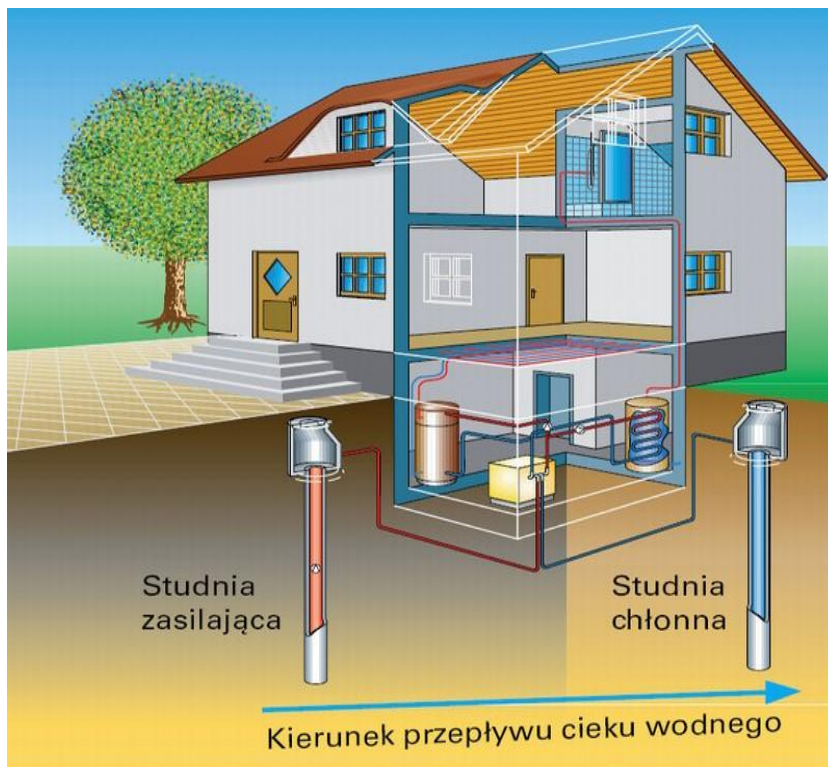 Studnia
zasilająca
Studnia
chłonna
Kierunek przepływu cieku wodnego